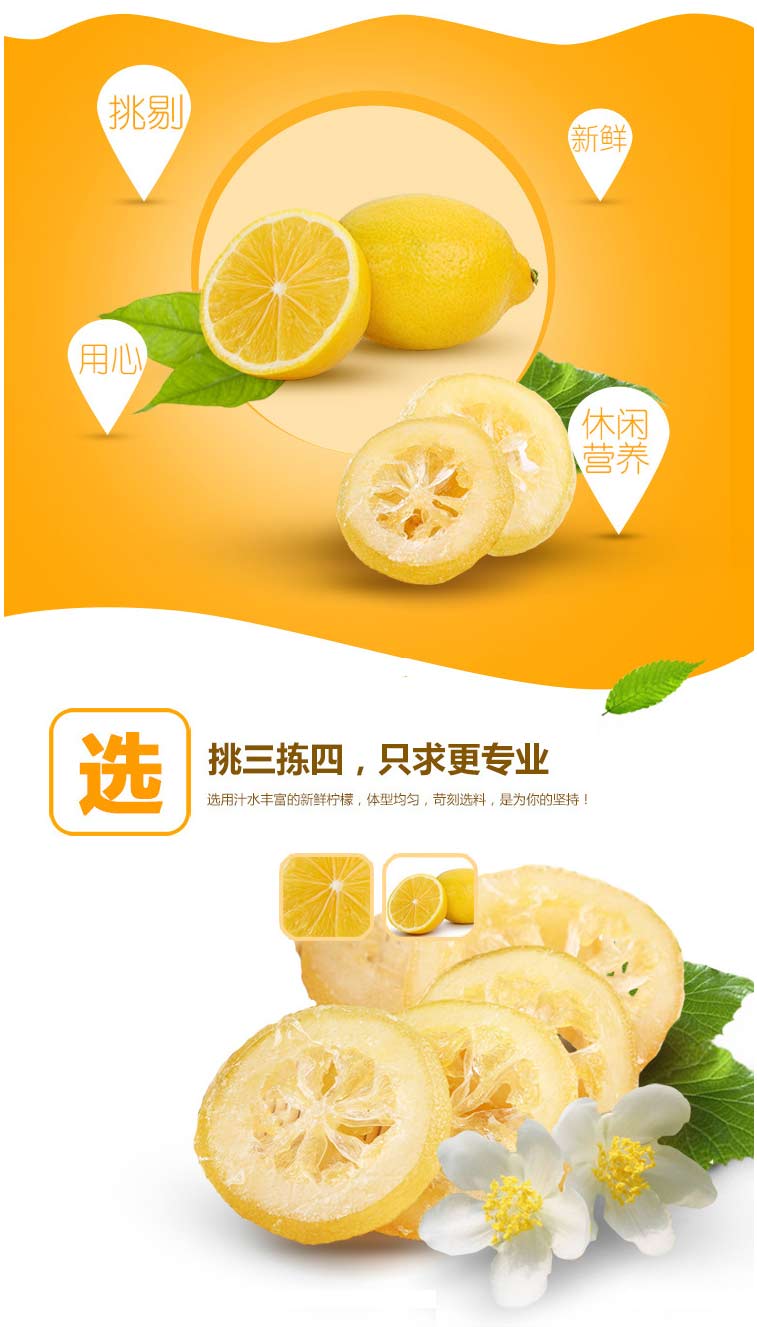 挑剔
新鲜
用心
休闲
营养
选
挑三拣四，只求更专业
选用汁水丰富的新鲜柠檬，体型均匀，苛刻选料，是为你的坚持！